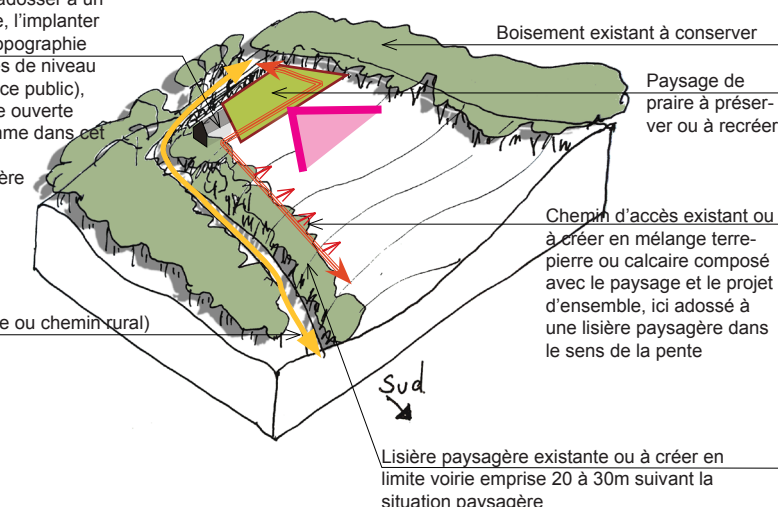 adosser à un
e, l'implanter
opographie
s de niveau
ce public),
e ouverte
mme dans cet
ère
e ou chemin rural)
Boisement existant à conserver
Paysage de
praire à préser-
ver ou à recréer
Chemin d'accès existant ou
à créer en mélange terre-
pierre ou calcaire composé
avec le paysage et le projet
d'ensemble, ici adossé à
une lisière paysagère dans
le sens de la pente
Sud
Lisière paysagère existante ou à créer en
limite voirie emprise 20 à 30m suivant la
situation paysagère